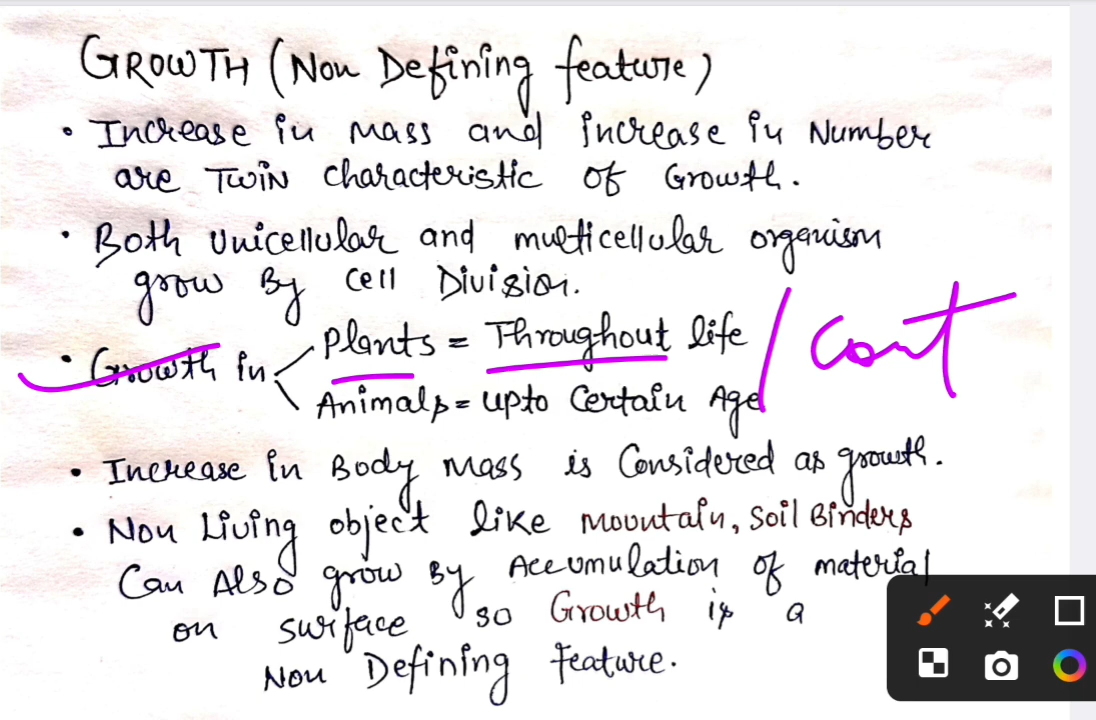 GROWTH (Non Defining feature)
• Increase in mass and increase in Number
are TWIN characteristic of Growth.
• Both Unicellular and multicellular organism
grow By Cell Division.
• Growth in Plants = Throughout life / Cont
Animals = upto Certain Age
• Increase in Body mass is Considered as growth.
• Non Living object like mountain, Soil Binders
Can Also grow By Accumulation of material
on surface so Growth is a
Non Defining feature.